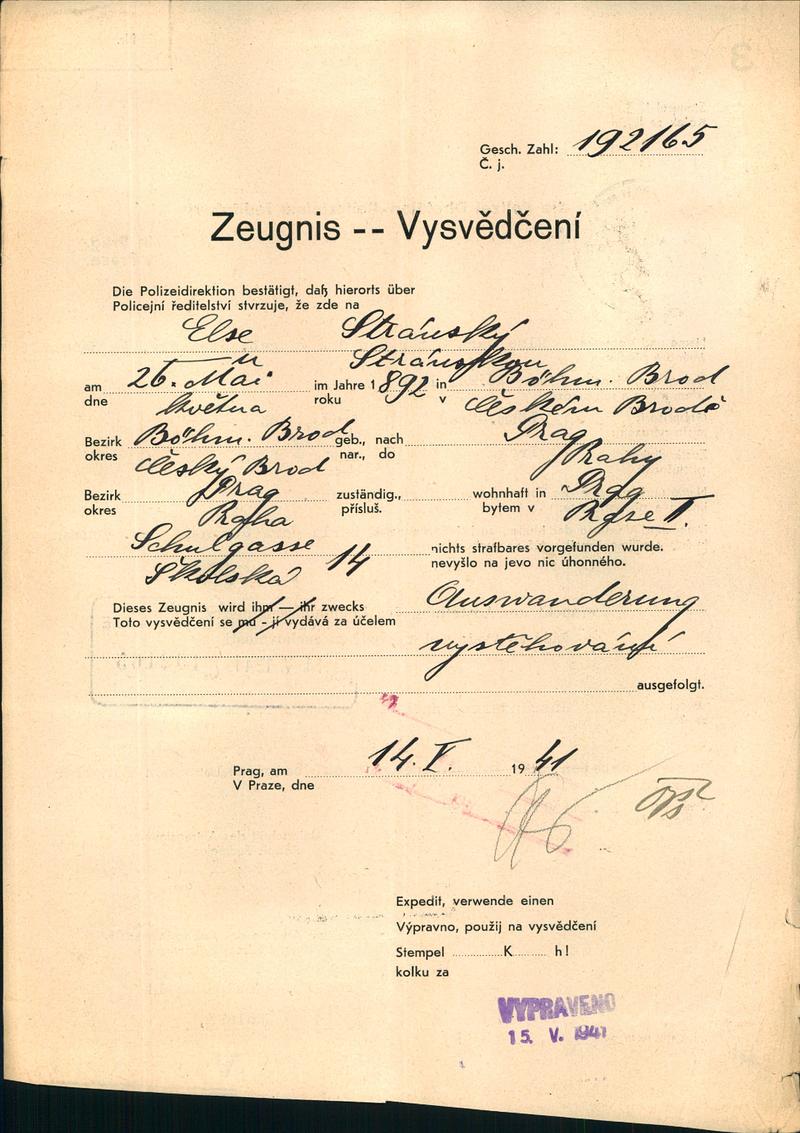 Gesch. Zahl: 192165
Č. j.
Zeugnis -- Vysvědčení
Die Polizeidirektion bestätigt, daß hierorts über
Policejní ředitelství stvrzuje, že zde na
Else Stránský
Stránskou
am 26. Mai im Jahre 1892 in Böhm. Brod
dne května roku v Českém Brodě
Bezirk Böhm. Brod geb., nach Prag
okres Český Brod nar., do Prahy
Bezirk Prag zuständig., wohnhaft in Prag
okres Praha přísluš. bytem v Praze II.
Schulgasse 14 nichts strafbares vorgefunden wurde.
Školská nevyšlo na jevo nic úhonného.
Dieses Zeugnis wird ihm — ihr zwecks Auswanderung
Toto vysvědčení se mu - jí vydává za účelem
vystěhování
ausgefolgt.
Prag, am 14. V. 1941
V Praze, dne
Expedit, verwende einen
Výpravno, použij na vysvědčení
Stempel K h!
kolku za
VYPRAVENO
15. V. 1941